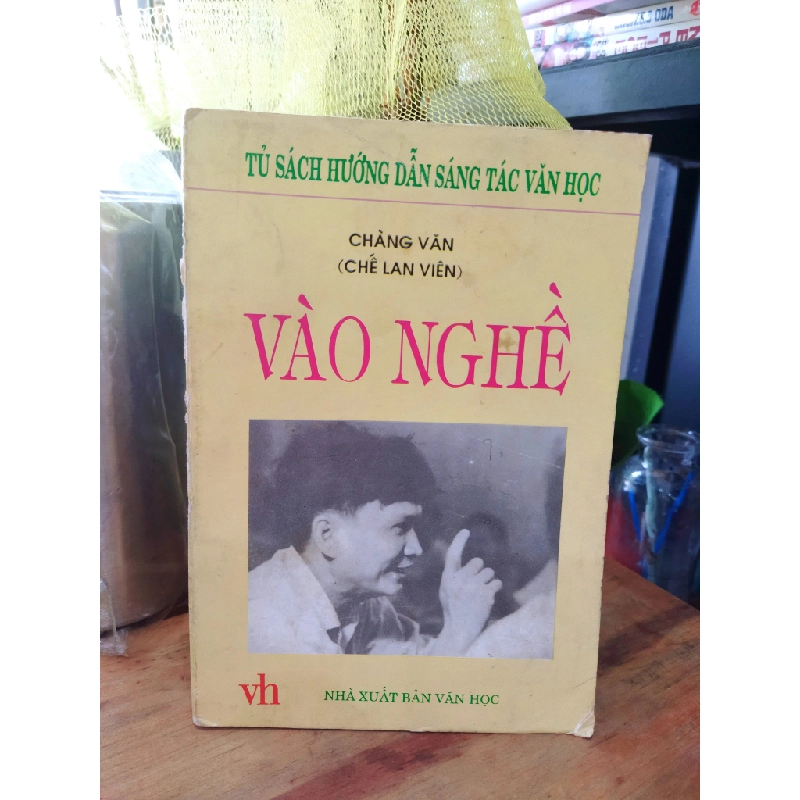 TỦ SÁCH HƯỚNG DẪN SÁNG TÁC VĂN HỌC
CHÀNG VĂN
(CHẾ LAN VIÊN)
VÀO NGHỀ
vh
NHÀ XUẤT BẢN VĂN HỌC